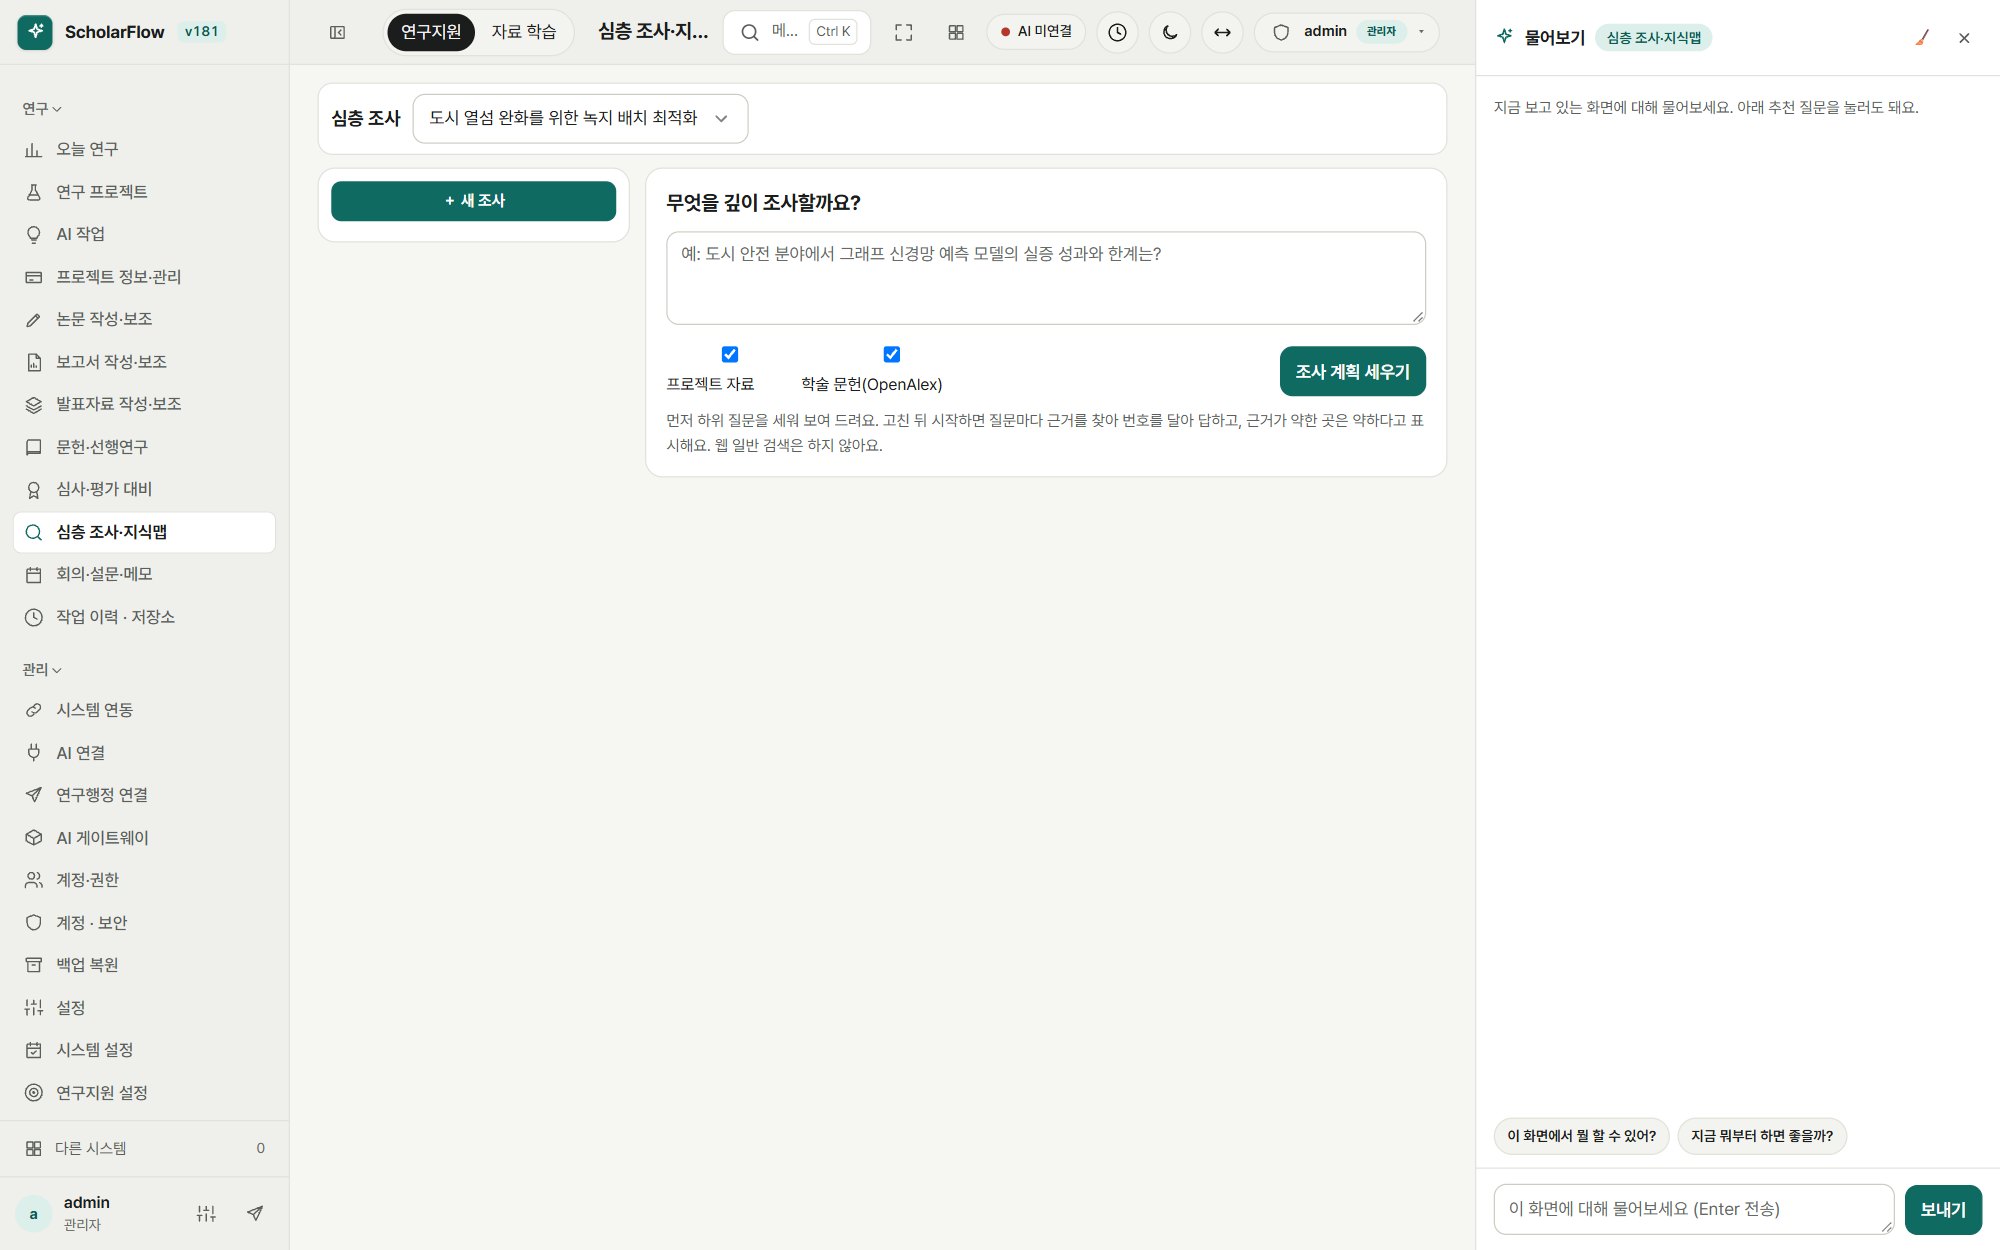 ScholarFlow v181
연구
오늘 연구
연구 프로젝트
AI 작업
프로젝트 정보·관리
논문 작성·보조
보고서 작성·보조
발표자료 작성·보조
문헌·선행연구
심사·평가 대비
심층 조사·지식맵
회의·설문·메모
작업 이력 · 저장소
관리
시스템 연동
AI 연결
연구행정 연결
AI 게이트웨이
계정·권한
계정 · 보안
백업 복원
설정
시스템 설정
연구지원 설정
다른 시스템 0
a admin
관리자
연구지원 자료 학습 심층 조사·지... 메... Ctrl K AI 미연결 admin 관리자
심층 조사 도시 열섬 완화를 위한 녹지 배치 최적화
+ 새 조사
무엇을 깊이 조사할까요?
예: 도시 안전 분야에서 그래프 신경망 예측 모델의 실증 성과와 한계는?
프로젝트 자료 학술 문헌(OpenAlex) 조사 계획 세우기
먼저 하위 질문을 세워 보여 드려요. 고친 뒤 시작하면 질문마다 근거를 찾아 번호를 달아 답하고, 근거가 약한 곳은 약하다고 표
시해요. 웹 일반 검색은 하지 않아요.
물어보기 심층 조사·지식맵
지금 보고 있는 화면에 대해 물어보세요. 아래 추천 질문을 눌러도 돼요.
이 화면에서 뭘 할 수 있어? 지금 뭐부터 하면 좋을까?
이 화면에 대해 물어보세요 (Enter 전송) 보내기